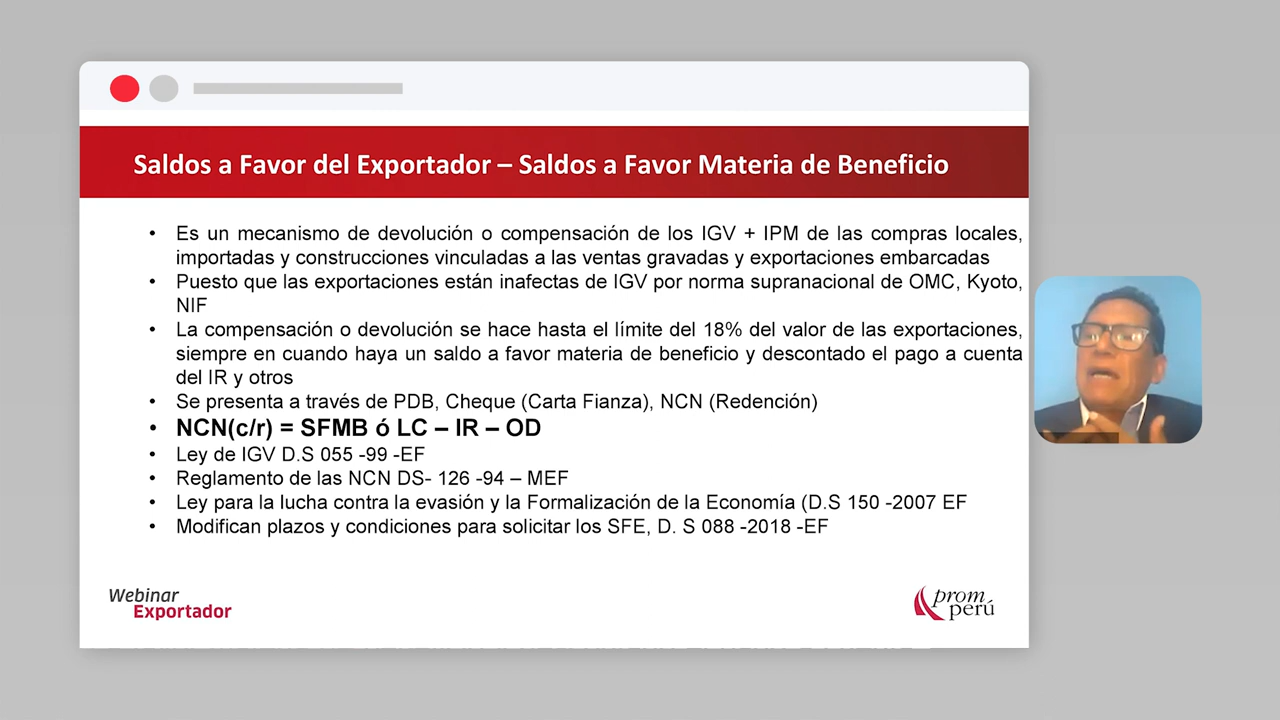 Saldos a Favor del Exportador – Saldos a Favor Materia de Beneficio
• Es un mecanismo de devolución o compensación de los IGV + IPM de las compras locales,
importadas y construcciones vinculadas a las ventas gravadas y exportaciones embarcadas
• Puesto que las exportaciones están inafectas de IGV por norma supranacional de OMC, Kyoto,
NIF
• La compensación o devolución se hace hasta el límite del 18% del valor de las exportaciones,
siempre en cuando haya un saldo a favor materia de beneficio y descontado el pago a cuenta
del IR y otros
• Se presenta a través de PDB, Cheque (Carta Fianza), NCN (Redención)
• NCN(c/r) = SFMB ó LC – IR – OD
• Ley de IGV D.S 055 -99 -EF
• Reglamento de las NCN DS- 126 -94 – MEF
• Ley para la lucha contra la evasión y la Formalización de la Economía (D.S 150 -2007 EF
• Modifican plazos y condiciones para solicitar los SFE, D. S 088 -2018 -EF
Webinar
Exportador
prom
perú